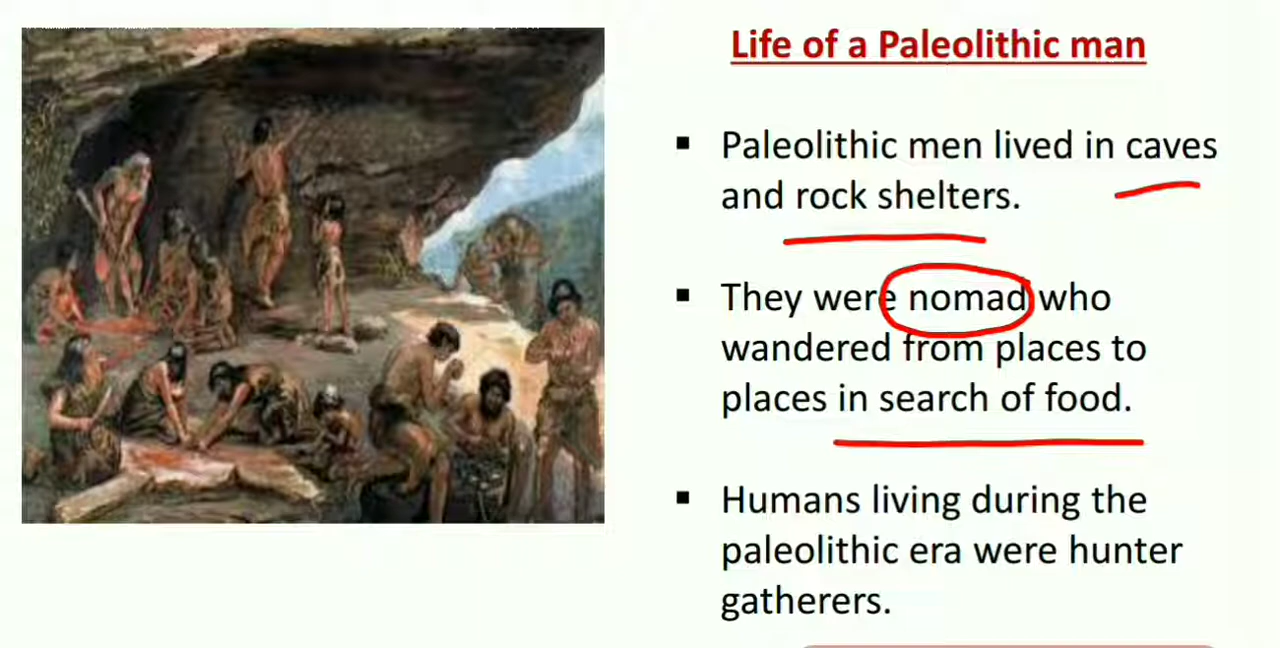 Life of a Paleolithic man
▪ Paleolithic men lived in caves
and rock shelters.
▪ They were nomad who
wandered from places to
places in search of food.
▪ Humans living during the
paleolithic era were hunter
gatherers.